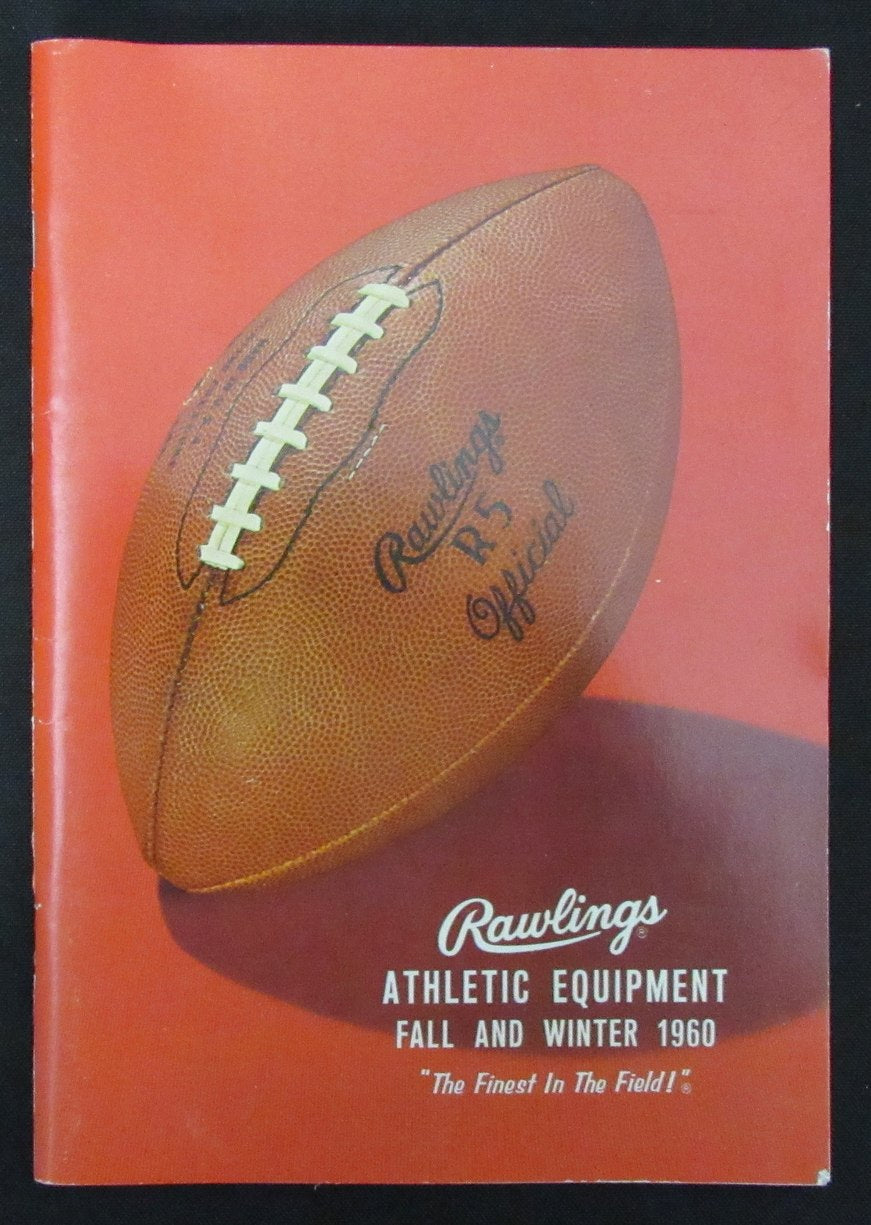 Rawlings
R5
Official
Rawlings®
ATHLETIC EQUIPMENT
FALL AND WINTER 1960
"The Finest In The Field!"®